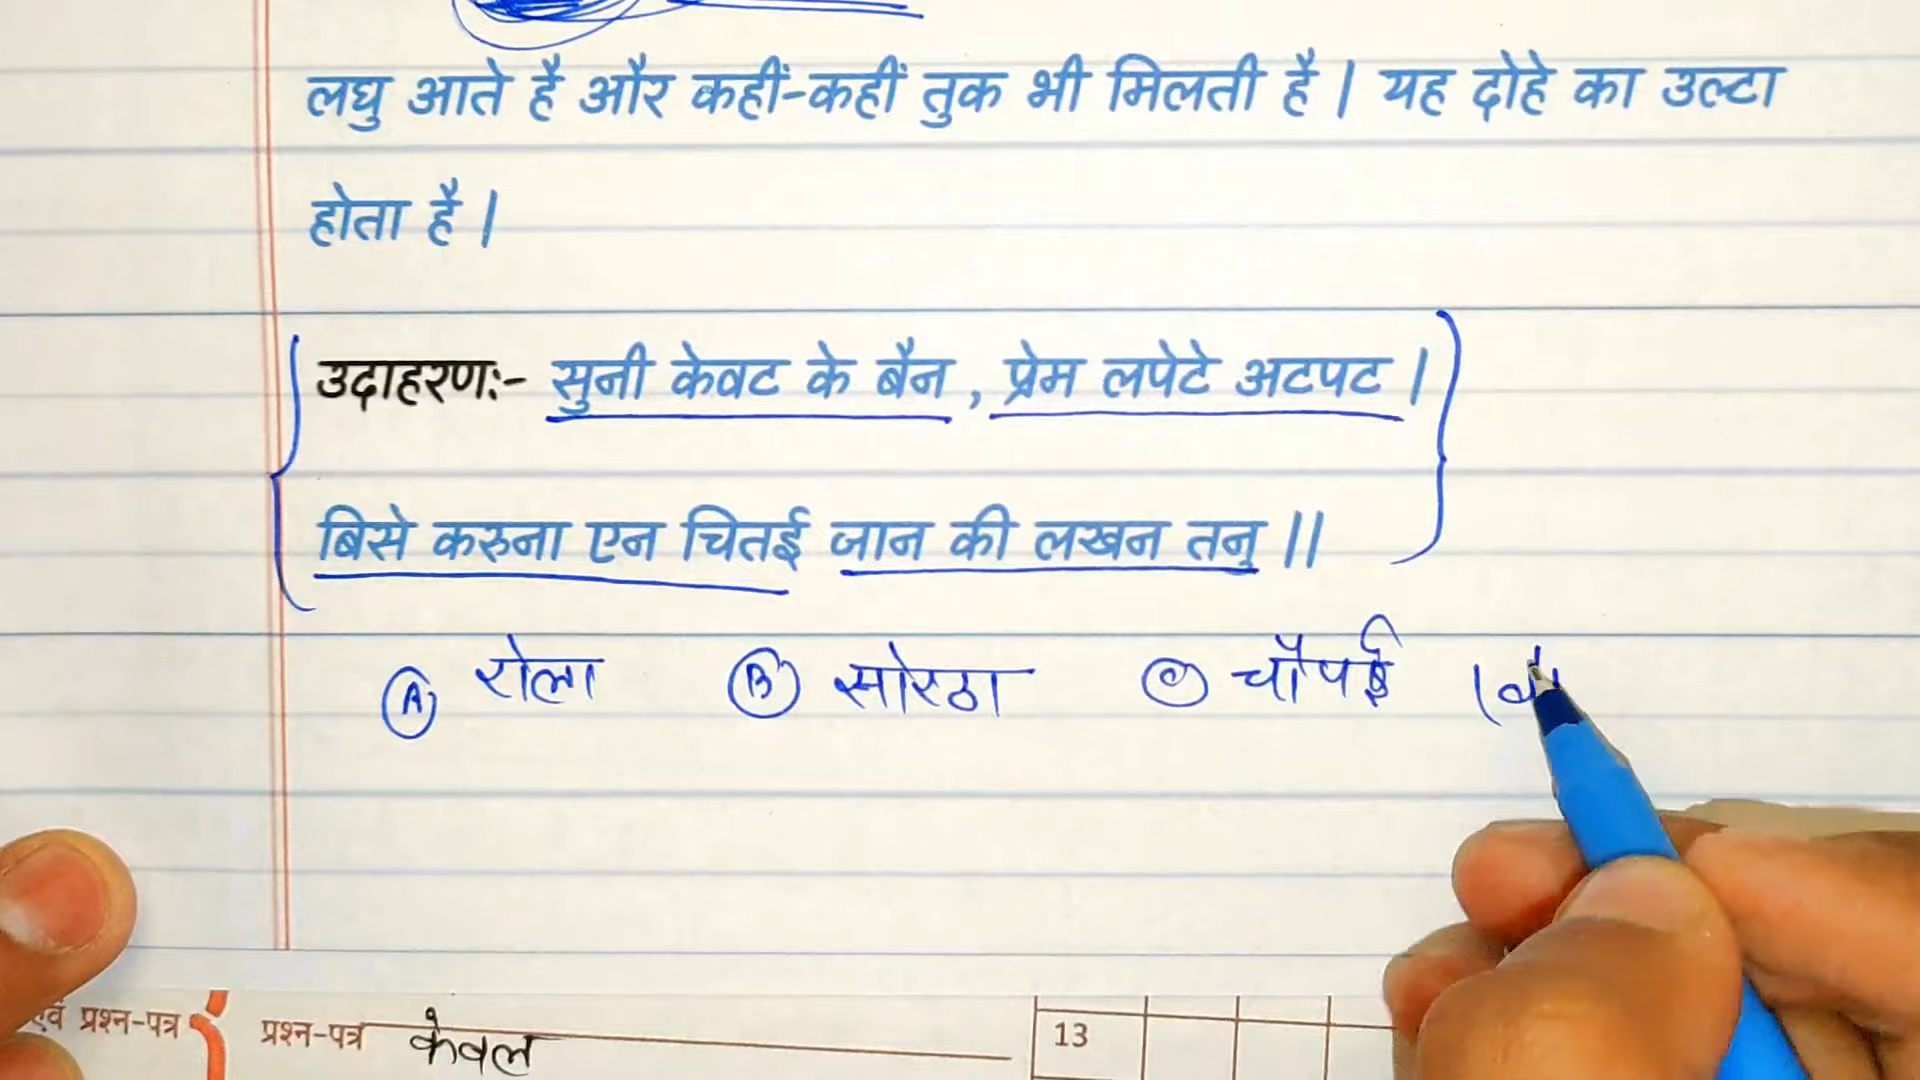 लघु आते है और कहीं-कहीं तुक भी मिलती है। यह दोहे का उल्टा
होता है।
उदाहरण:- सुनी केवट के बैन, प्रेम लपेटे अटपट।
बिसे करुना एन चितई जान की लखन तनु॥
(A) रोला (B) सोरठा (C) चौपई
एवं प्रश्न-पत्र प्रश्न-पत्र केवल 13